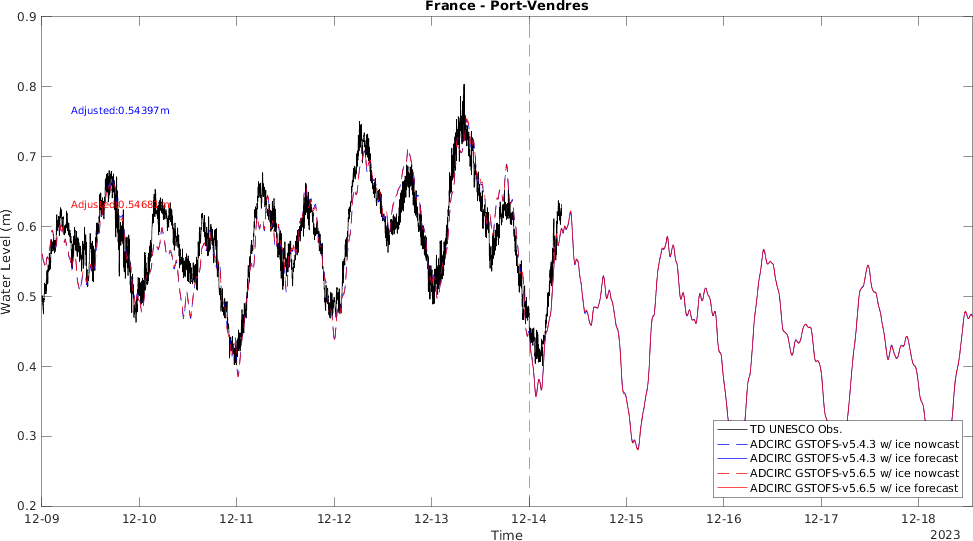 France - Port-Vendres
0.9
0.8
0.7
0.6
0.5
0.4
0.3
0.2
Water Level (m)
Adjusted:0.54397m
TD UNESCO Obs.
ADCIRC GSTOFS-v5.4.3 w/ ice nowcast
ADCIRC GSTOFS-v5.4.3 w/ ice forecast
ADCIRC GSTOFS-v5.6.5 w/ ice nowcast
ADCIRC GSTOFS-v5.6.5 w/ ice forecast
12-09 12-10 12-11 12-12 12-13 12-14 12-15 12-16 12-17 12-18
Time
2023